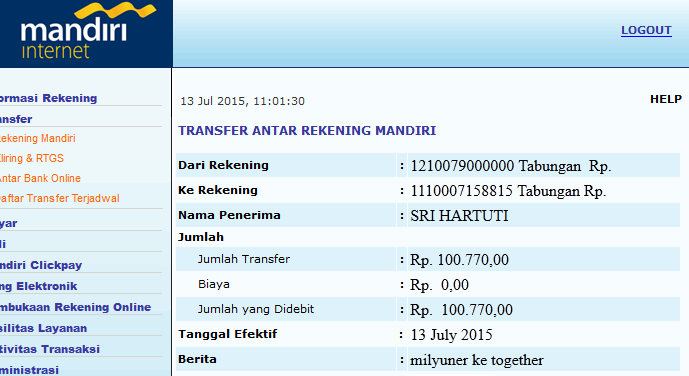 mandiri
internet
LOGOUT
ormasi Rekening
ansfer
ekening Mandiri
liring & RTGS
ntar Bank Online
aftar Transfer Terjadwal
yar
li
ndiri Clickpay
ng Elektronik
mbukaan Rekening Online
silitas Layanan
tivitas Transaksi
ministrasi
13 Jul 2015, 11:01:30
HELP
TRANSFER ANTAR REKENING MANDIRI
Dari Rekening : 1210079000000 Tabungan Rp.
Ke Rekening : 1110007158815 Tabungan Rp.
Nama Penerima : SRI HARTUTI
Jumlah
Jumlah Transfer : Rp. 100.770,00
Biaya : Rp. 0,00
Jumlah yang Didebit : Rp. 100.770,00
Tanggal Efektif : 13 July 2015
Berita : milyuner ke together